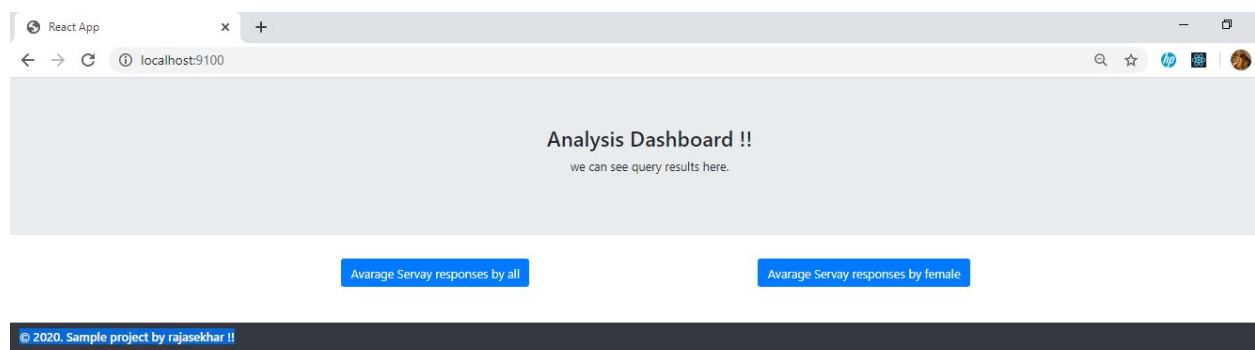 React App
localhost:9100
Analysis Dashboard !!
we can see query results here.
Avarage Servay responses by all
Avarage Servay responses by female
© 2020. Sample project by rajasekhar !!